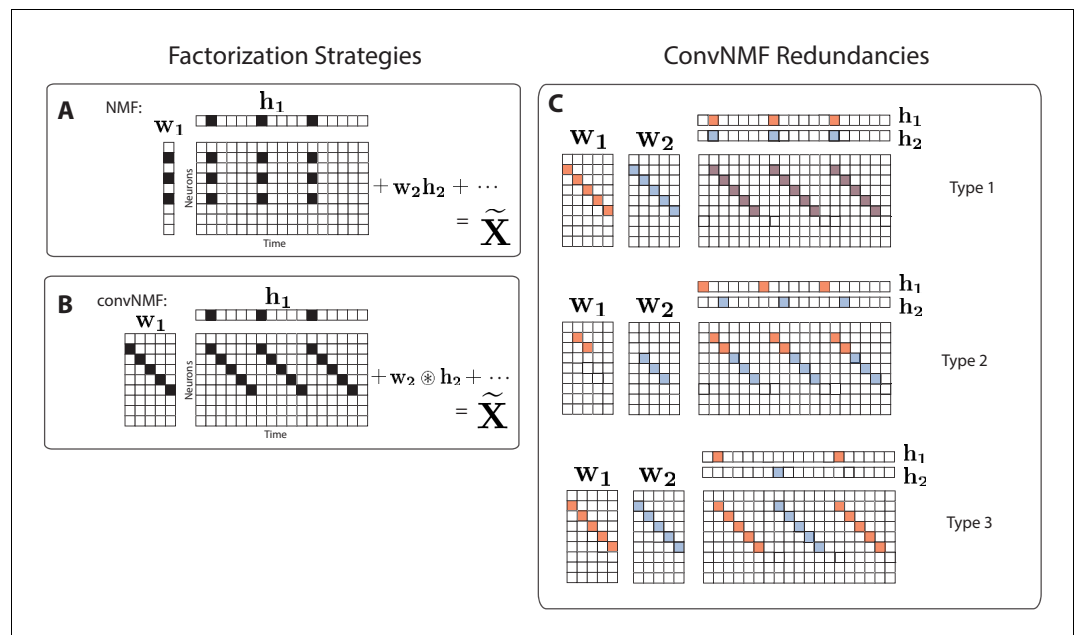 Factorization Strategies
ConvNMF Redundancies
A
NMF:
h₁
w₁
Neurons
Time
+ w₂h₂ + ⋯
= X̃
B
convNMF:
h₁
w₁
Neurons
Time
+ w₂ ⊛ h₂ + ⋯
= X̃
C
w₁
w₂
h₁
h₂
Type 1
w₁
w₂
h₁
h₂
Type 2
w₁
w₂
h₁
h₂
Type 3